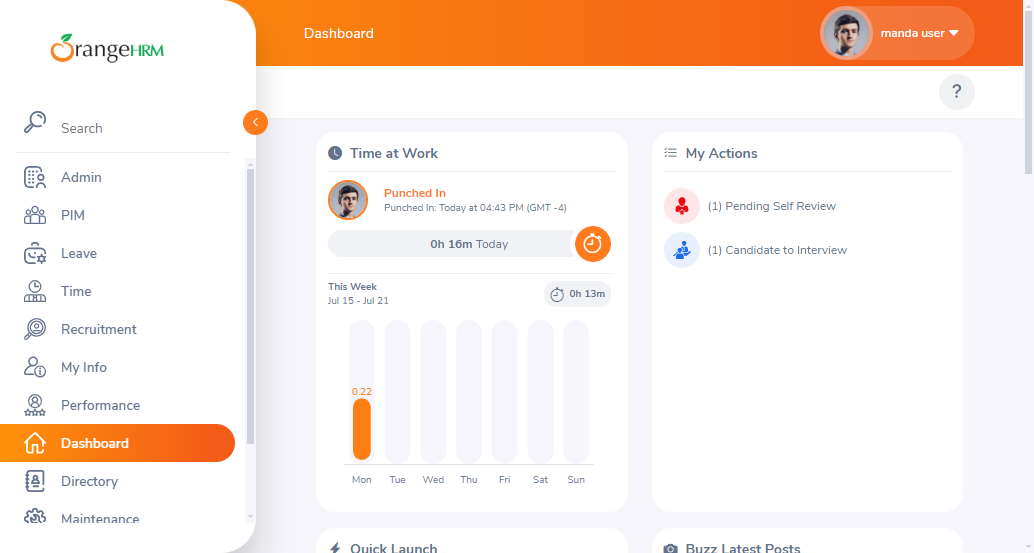 OrangeHRM
Search
Admin
PIM
Leave
Time
Recruitment
My Info
Performance
Dashboard
Directory
Maintenance
Dashboard
manda user
?
Time at Work
Punched In
Punched In: Today at 04:43 PM (GMT -4)
0h 16m Today
This Week
Jul 15 - Jul 21
0h 13m
0.22
Mon Tue Wed Thu Fri Sat Sun
My Actions
(1) Pending Self Review
(1) Candidate to Interview
Quick Launch
Buzz Latest Posts